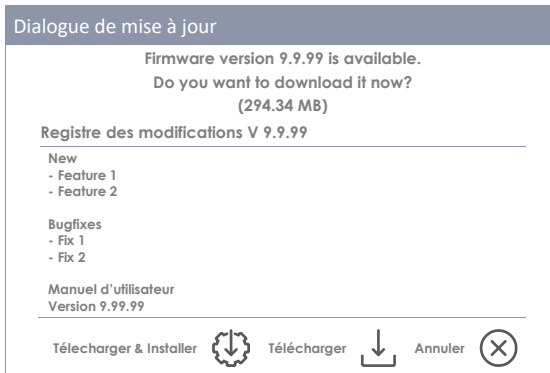 Dialogue de mise à jour
Firmware version 9.9.99 is available.
Do you want to download it now?
(294.34 MB)
Registre des modifications V 9.9.99
New
- Feature 1
- Feature 2
Bugfixes
- Fix 1
- Fix 2
Manuel d'utilisateur
Version 9.99.99
Télecharger & Installer Télécharger Annuler